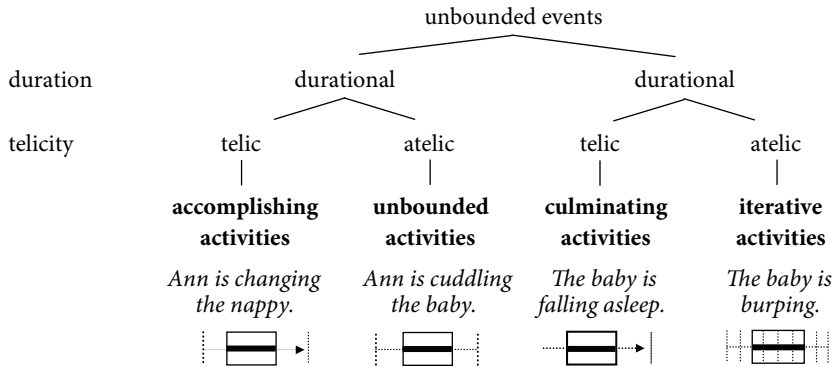 unbounded events
duration durational durational
telicity telic atelic telic atelic
accomplishing unbounded culminating iterative
activities activities activities activities
Ann is changing Ann is cuddling The baby is The baby is
the nappy. the baby. falling asleep. burping.